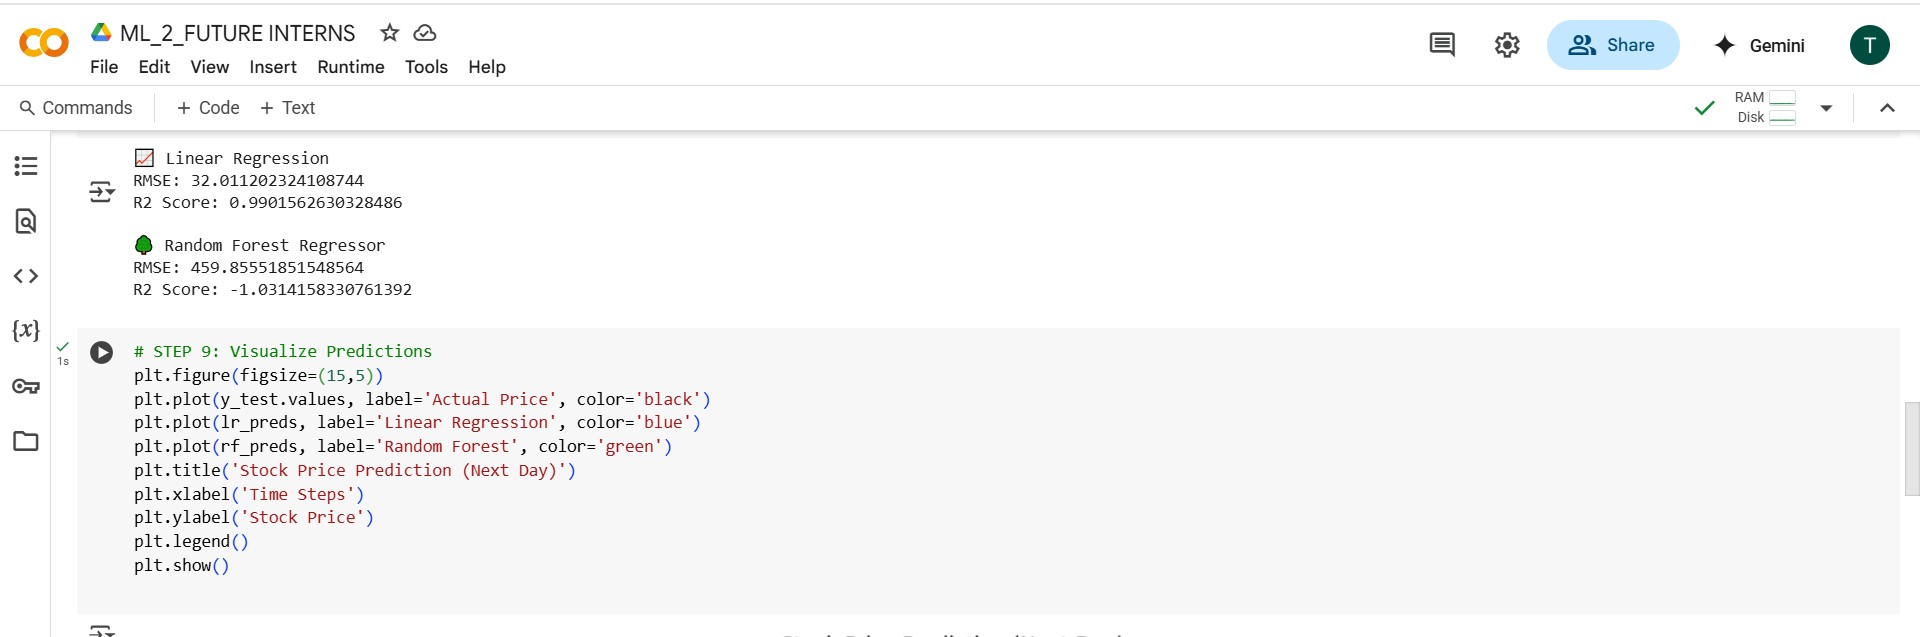 ML_2_FUTURE INTERNS
File Edit View Insert Runtime Tools Help
Share
Gemini
T
Commands + Code + Text
RAM
Disk
Linear Regression
RMSE: 32.011202324108744
R2 Score: 0.9901562630328486
Random Forest Regressor
RMSE: 459.85551851548564
R2 Score: -1.0314158330761392
{x}
1s
# STEP 9: Visualize Predictions
plt.figure(figsize=(15,5))
plt.plot(y_test.values, label='Actual Price', color='black')
plt.plot(lr_preds, label='Linear Regression', color='blue')
plt.plot(rf_preds, label='Random Forest', color='green')
plt.title('Stock Price Prediction (Next Day)')
plt.xlabel('Time Steps')
plt.ylabel('Stock Price')
plt.legend()
plt.show()